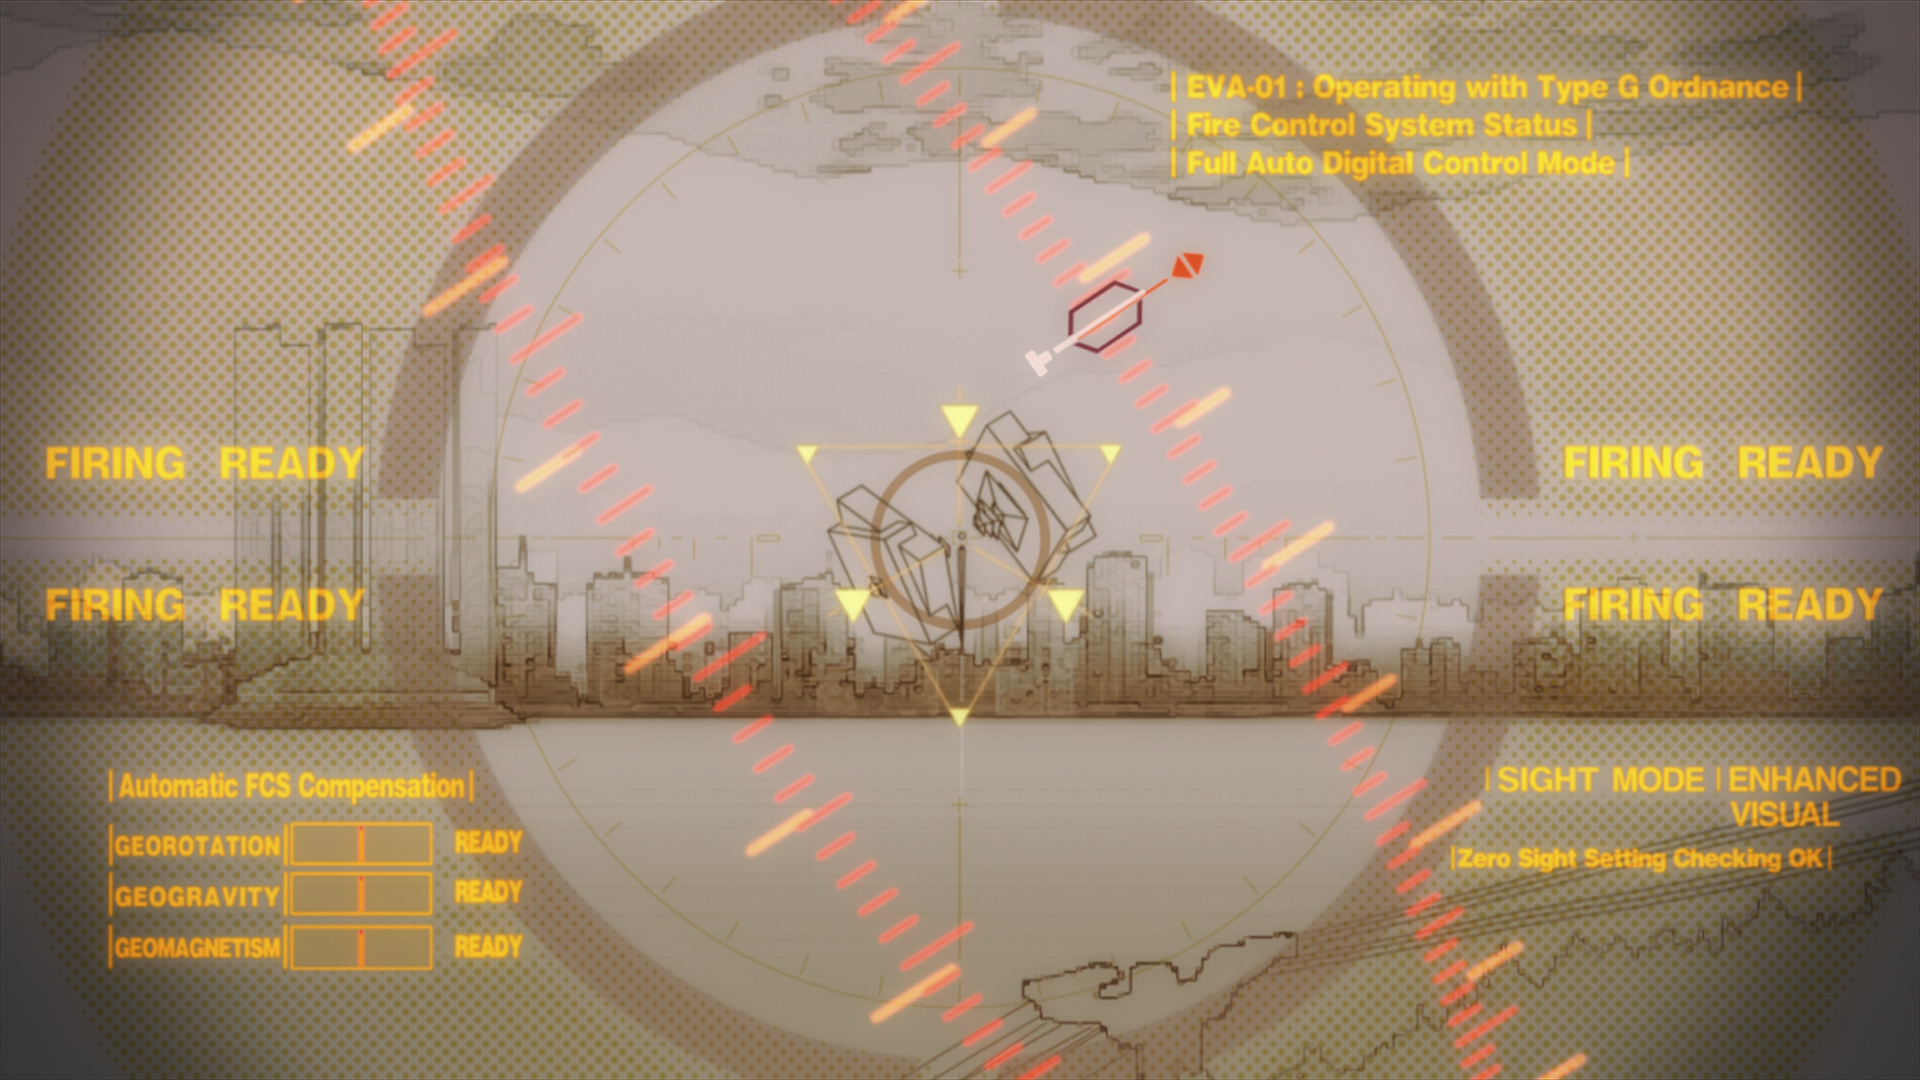 | EVA-01 : Operating with Type G Ordnance |
| Fire Control System Status |
| Full Auto Digital Control Mode |
FIRING READY
FIRING READY
FIRING READY
FIRING READY
| Automatic FCS Compensation |
| GEOROTATION | READY
| GEOGRAVITY | READY
| GEOMAGNETISM | READY
| SIGHT MODE | ENHANCED
VISUAL
| Zero Sight Setting Checking OK |